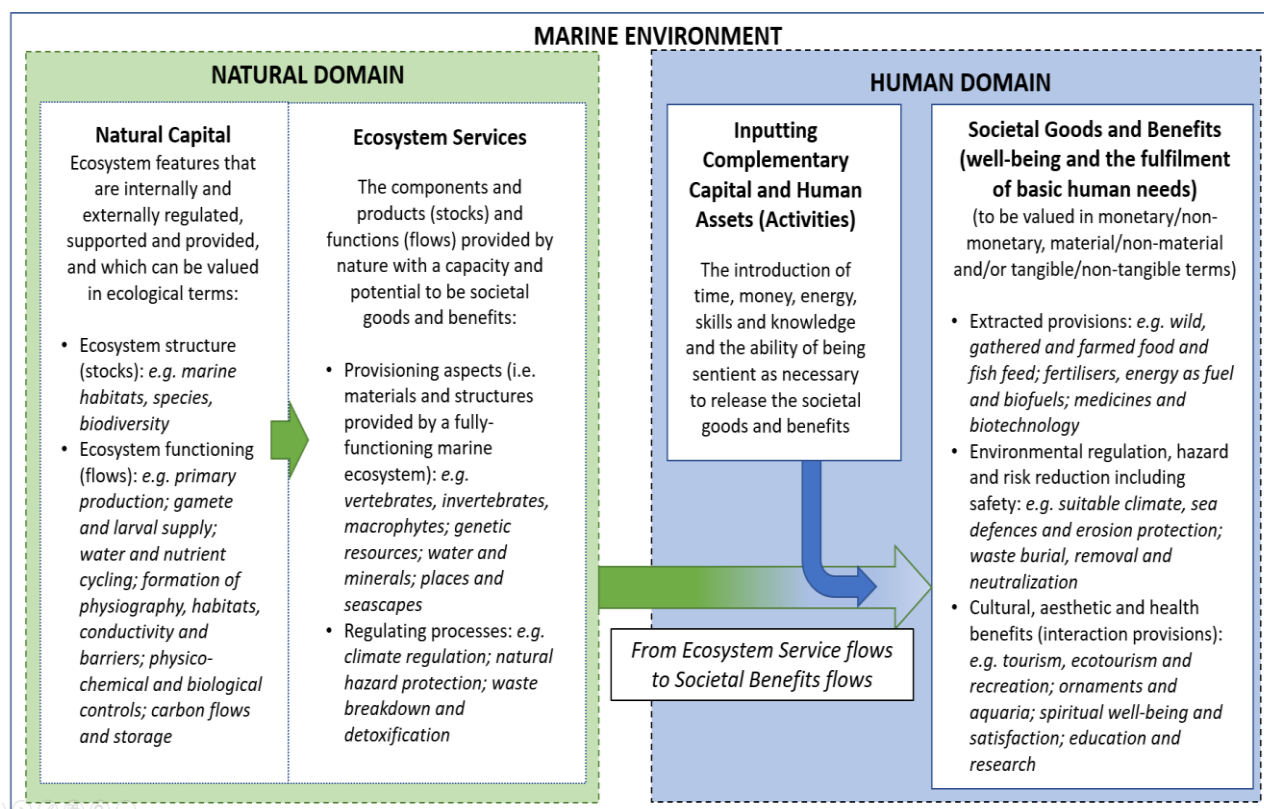 MARINE ENVIRONMENT
NATURAL DOMAIN
Natural Capital
Ecosystem features that
are internally and
externally regulated,
supported and provided,
and which can be valued
in ecological terms:
• Ecosystem structure
(stocks): e.g. marine
habitats, species,
biodiversity
• Ecosystem functioning
(flows): e.g. primary
production; gamete
and larval supply;
water and nutrient
cycling; formation of
physiography, habitats,
conductivity and
barriers; physico-
chemical and biological
controls; carbon flows
and storage
Ecosystem Services
The components and
products (stocks) and
functions (flows) provided by
nature with a capacity and
potential to be societal
goods and benefits:
• Provisioning aspects (i.e.
materials and structures
provided by a fully-
functioning marine
ecosystem): e.g.
vertebrates, invertebrates,
macrophytes; genetic
resources; water and
minerals; places and
seascapes
• Regulating processes: e.g.
climate regulation; natural
hazard protection; waste
breakdown and
detoxification
HUMAN DOMAIN
Inputting
Complementary
Capital and Human
Assets (Activities)
The introduction of
time, money, energy,
skills and knowledge
and the ability of being
sentient as necessary
to release the societal
goods and benefits
From Ecosystem Service flows
to Societal Benefits flows
Societal Goods and Benefits
(well-being and the fulfilment
of basic human needs)
(to be valued in monetary/non-
monetary, material/non-material
and/or tangible/non-tangible terms)
• Extracted provisions: e.g. wild,
gathered and farmed food and
fish feed; fertilisers, energy as fuel
and biofuels; medicines and
biotechnology
• Environmental regulation, hazard
and risk reduction including
safety: e.g. suitable climate, sea
defences and erosion protection;
waste burial, removal and
neutralization
• Cultural, aesthetic and health
benefits (interaction provisions):
e.g. tourism, ecotourism and
recreation; ornaments and
aquaria; spiritual well-being and
satisfaction; education and
research